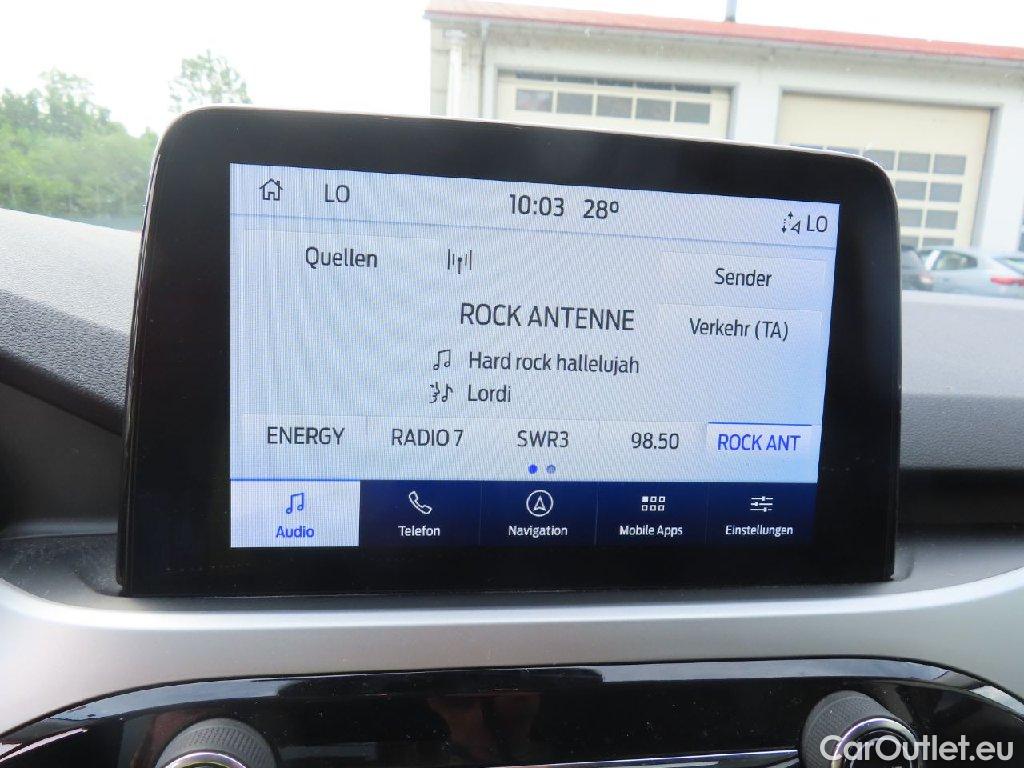 LO 10:03 28º LO
Quellen
Sender
ROCK ANTENNE
Verkehr (TA)
Hard rock hallelujah
Lordi
ENERGY RADIO 7 SWR3 98.50 ROCK ANT
Audio Telefon Navigation Mobile Apps Einstellungen
CarOutlet.eu